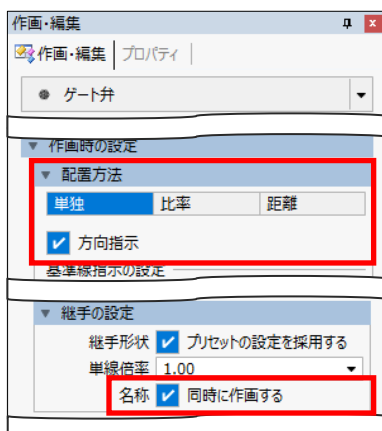 作画・編集
作画・編集 プロパティ
ゲート弁
作画時の設定
配置方法
単独 比率 距離
方向指示
基準線指示の設定
継手の設定
継手形状 プリセットの設定を採用する
単線倍率 1.00
名称 同時に作画する